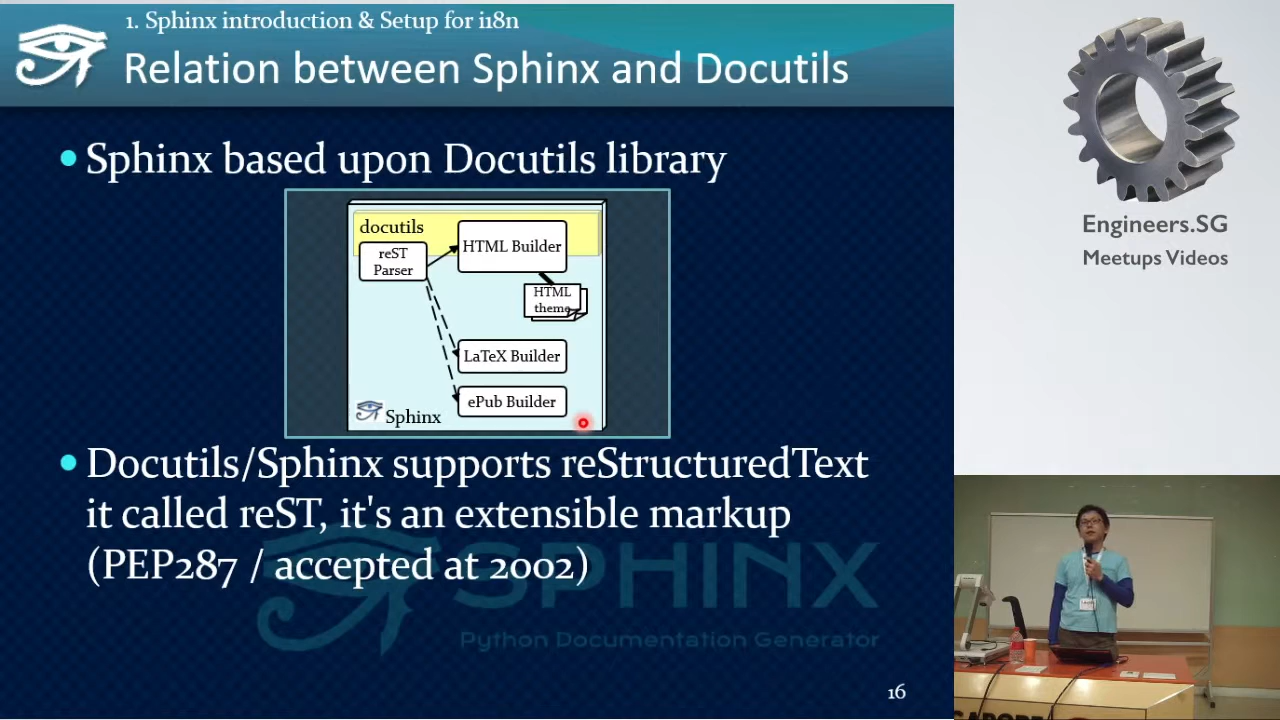 1. Sphinx introduction & Setup for i18n
Relation between Sphinx and Docutils
Sphinx based upon Docutils library
docutils
reST
Parser
HTML Builder
HTML
theme
LaTeX Builder
ePub Builder
Sphinx
Docutils/Sphinx supports reStructuredText
it called reST, it's an extensible markup
(PEP287 / accepted at 2002)
SPHINX
Python Documentation Generator
16
Engineers.SG
Meetups Videos